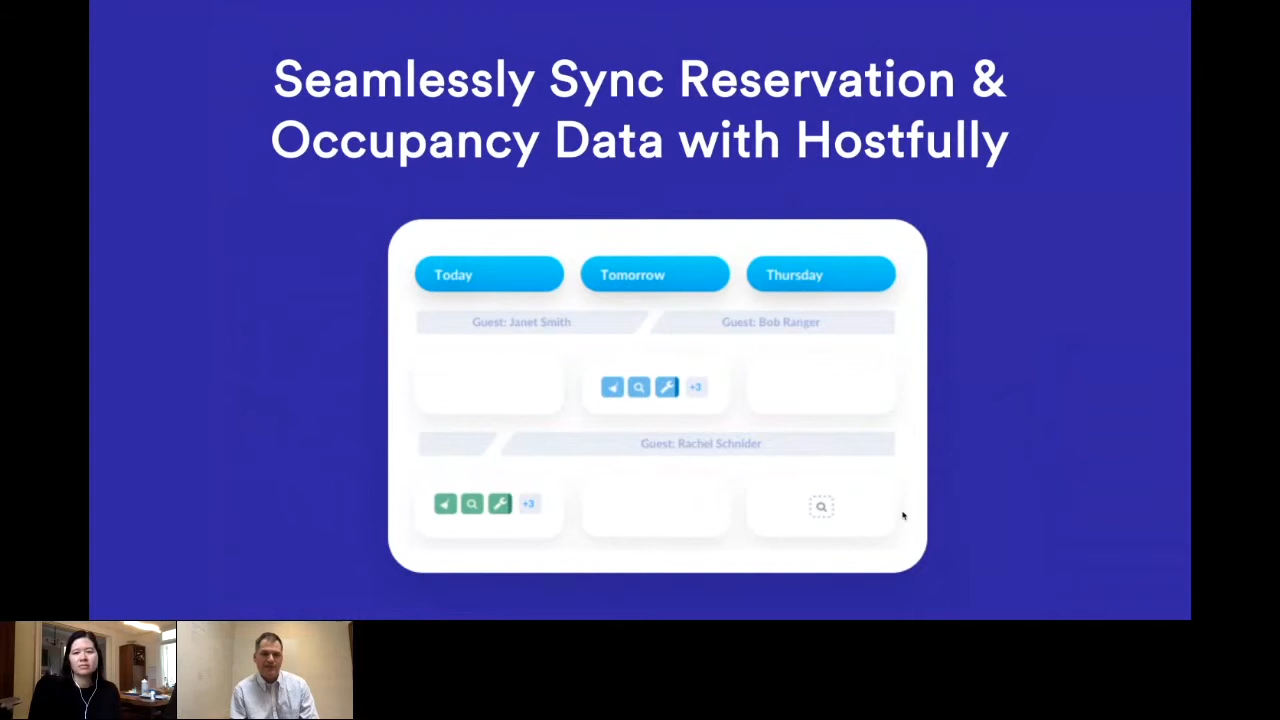 Seamlessly Sync Reservation &
Occupancy Data with Hostfully
Today Tomorrow Thursday
Guest: Janet Smith Guest: Bob Ranger
+3
Guest: Rachel Schnider
+3